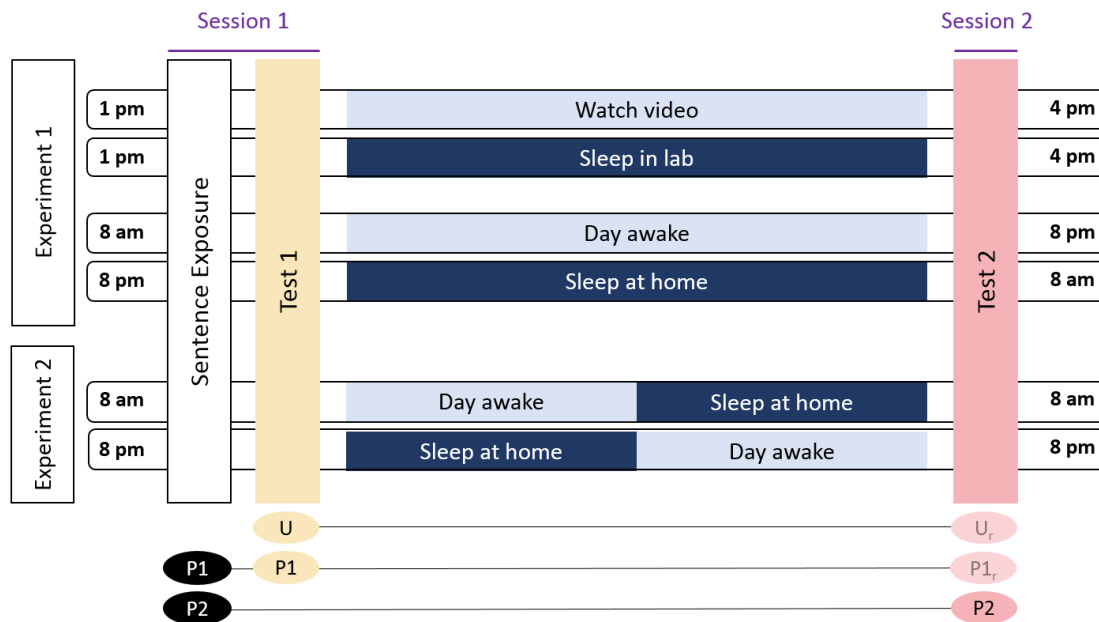 Session 1
Session 2
Experiment 1
Experiment 2
Sentence Exposure
Test 1
Test 2
1 pm
Watch video
4 pm
1 pm
Sleep in lab
4 pm
8 am
Day awake
8 pm
8 pm
Sleep at home
8 am
8 am
Day awake
Sleep at home
8 am
8 pm
Sleep at home
Day awake
8 pm
U
Uᵣ
P1
P1
P1ᵣ
P2
P2